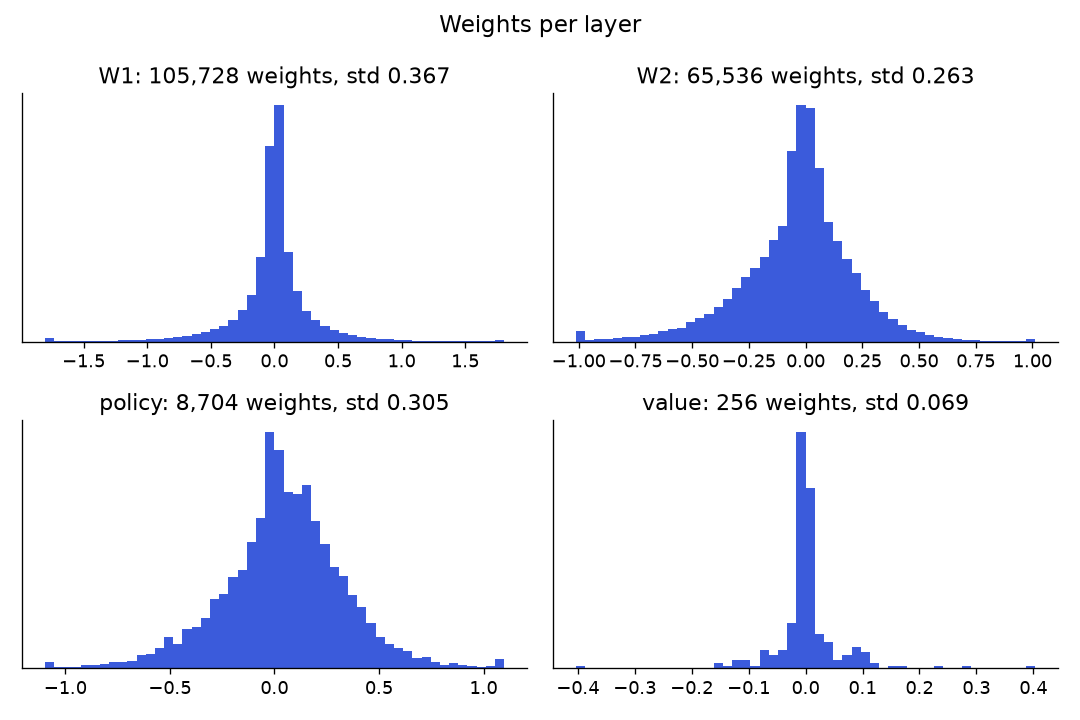 Weights per layer
W1: 105,728 weights, std 0.367
W2: 65,536 weights, std 0.263
−1.5 −1.0 −0.5 0.0 0.5 1.0 1.5
−1.00 −0.75 −0.50 −0.25 0.00 0.25 0.50 0.75 1.00
policy: 8,704 weights, std 0.305
value: 256 weights, std 0.069
−1.0 −0.5 0.0 0.5 1.0
−0.4 −0.3 −0.2 −0.1 0.0 0.1 0.2 0.3 0.4